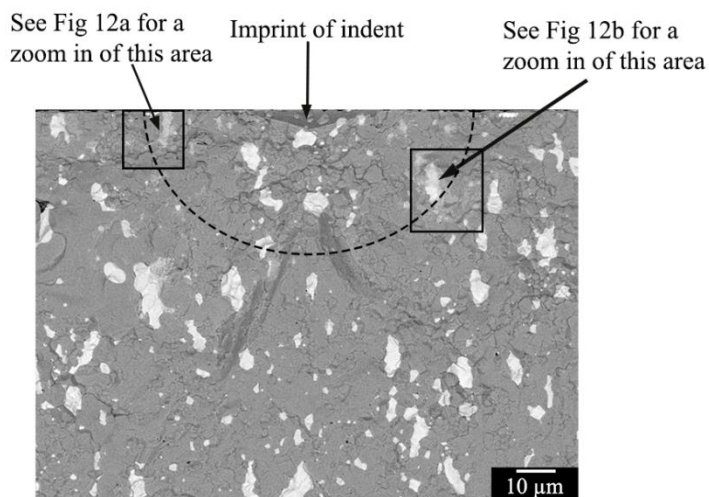 See Fig 12a for a
zoom in of this area
Imprint of indent
See Fig 12b for a
zoom in of this area
10 μm